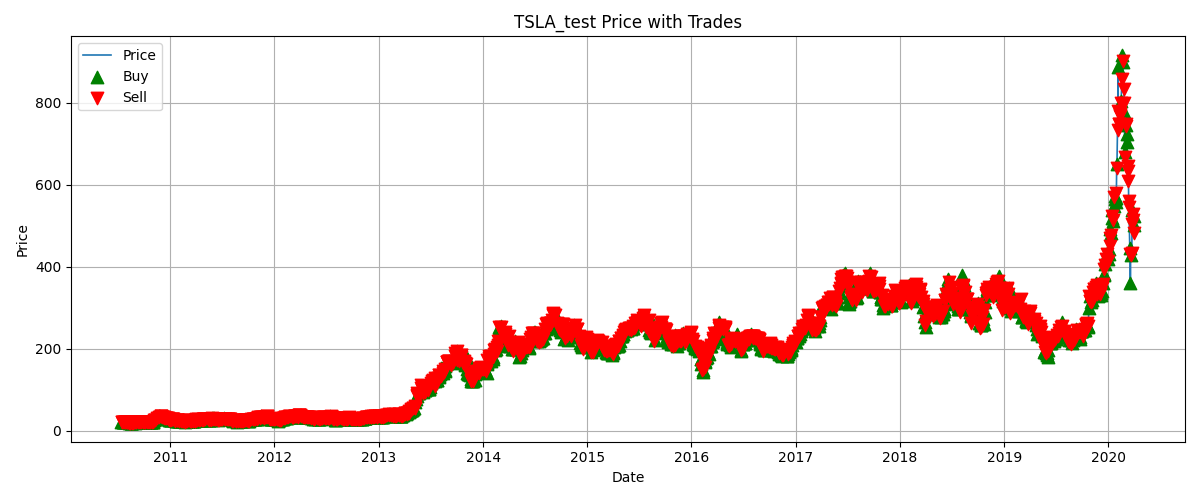 TSLA_test Price with Trades
Price
Buy
Sell
Price
800
600
400
200
0
2011 2012 2013 2014 2015 2016 2017 2018 2019 2020
Date